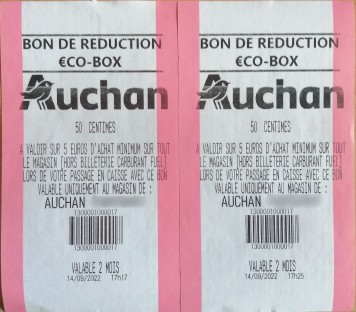 BON DE REDUCTION
€CO-BOX
Auchan
50 CENTIMES
A VALOIR SUR 5 EUROS D'ACHAT MINIMUM SUR TOUT
LE MAGASIN [HORS BILLETERIE CARBURANT FUEL]
LORS DE VOTRE PASSAGE EN CAISSE AVEC CE BON
VALABLE UNIQUEMENT AU MAGASIN DE :
AUCHAN
1300001000017
VALABLE 2 MOIS
14/09/2022 17h17
BON DE REDUCTION
€CO-BOX
Auchan
50 CENTIMES
A VALOIR SUR 5 EUROS D'ACHAT MINIMUM SUR TOUT
LE MAGASIN [HORS BILLETERIE CARBURANT FUEL]
LORS DE VOTRE PASSAGE EN CAISSE AVEC CE BON
VALABLE UNIQUEMENT AU MAGASIN DE :
AUCHAN
1300001000017
VALABLE 2 MOIS
14/09/2022 17h25